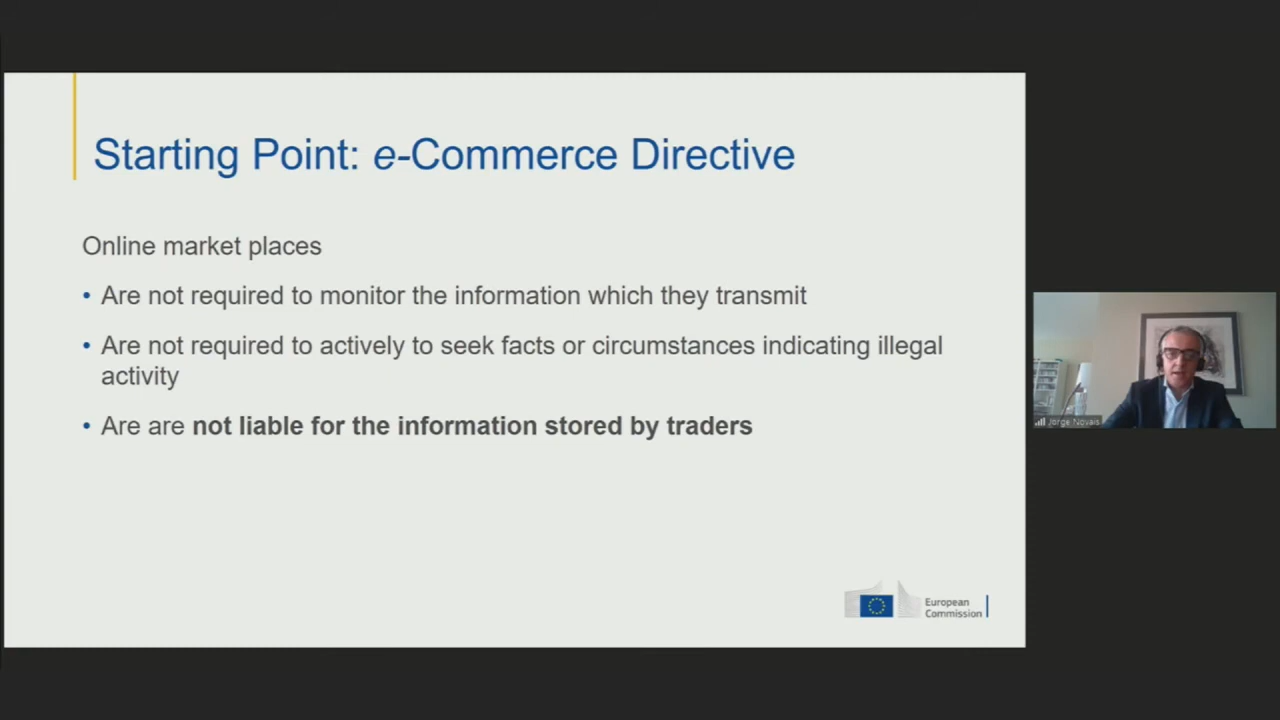 Starting Point: e-Commerce Directive
Online market places
• Are not required to monitor the information which they transmit
• Are not required to actively to seek facts or circumstances indicating illegal
activity
• Are are not liable for the information stored by traders
Jorge Novais
European
Commission